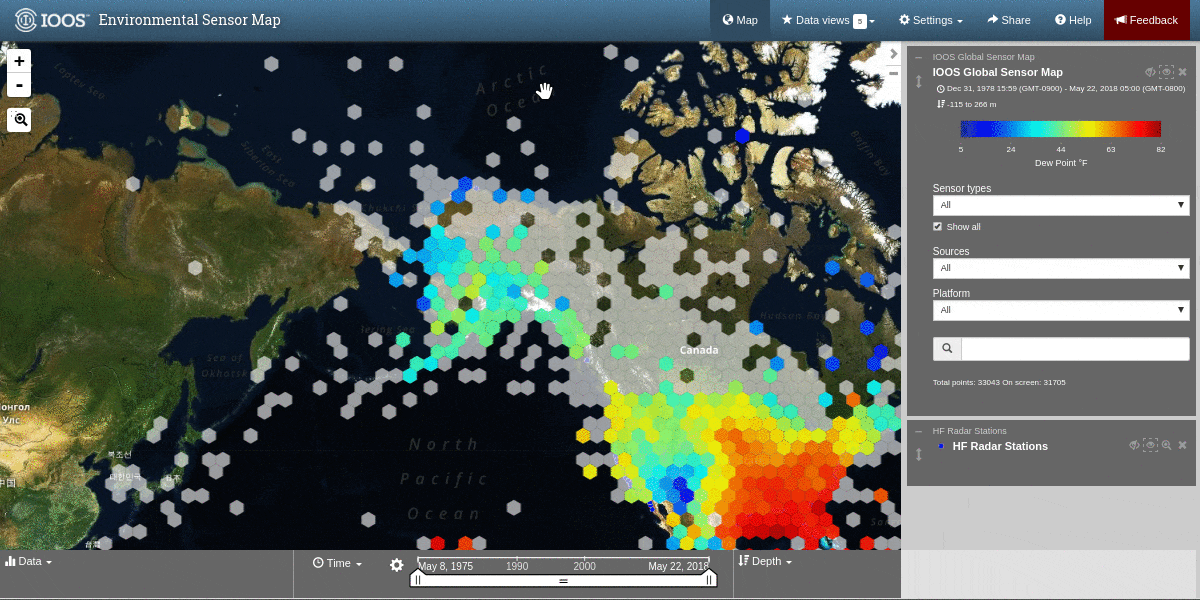 IOOS™ Environmental Sensor Map
Map
Data views 5
Settings
Share
Help
Feedback
+
-
Laptev Sea
East Siberian Sea
Arctic
Ocean
Baffin Bay
Chukchi S
Bering Sea
Sea of
Okhotsk
Hudson Bay
Canada
North
Pacific
Ocean
онгол
Улс
북조선
대한민국
日本
中国
台灣
IOOS Global Sensor Map
IOOS Global Sensor Map
Dec 31, 1978 15:59 (GMT-0900) - May 22, 2018 05:00 (GMT-0800)
-115 to 266 m
5 24 44 63 82
Dew Point °F
Sensor types
All
Show all
Sources
All
Platform
All
Total points: 33043 On screen: 31705
HF Radar Stations
HF Radar Stations
Data
Time
May 8, 1975 1990 2000 May 22, 2018
Depth